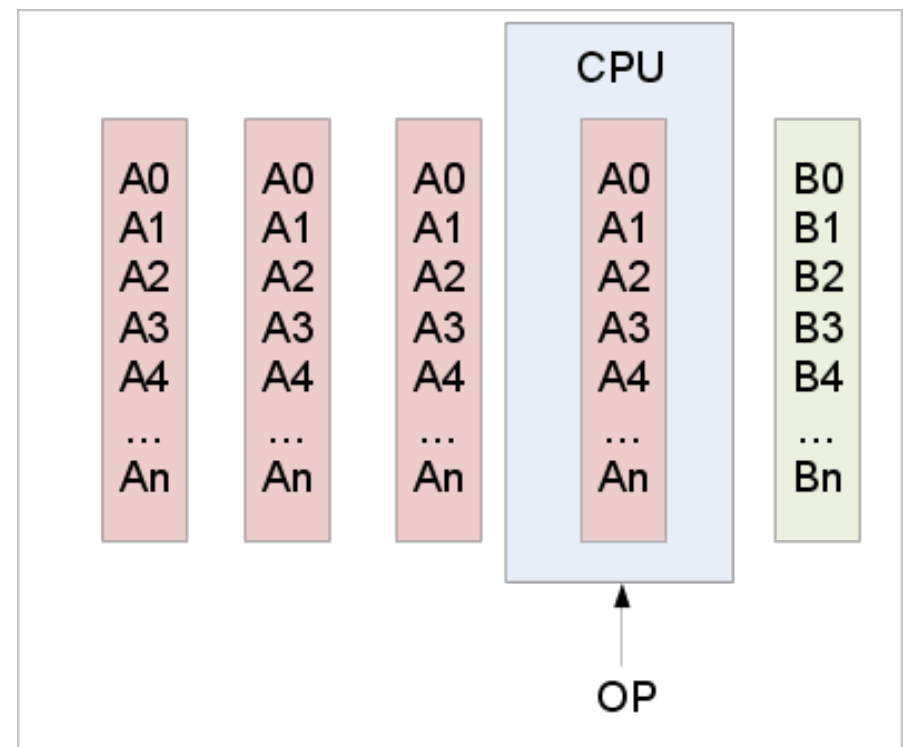 CPU
A0 A0 A0 A0 B0
A1 A1 A1 A1 B1
A2 A2 A2 A2 B2
A3 A3 A3 A3 B3
A4 A4 A4 A4 B4
... ... ... ... ...
An An An An Bn
OP